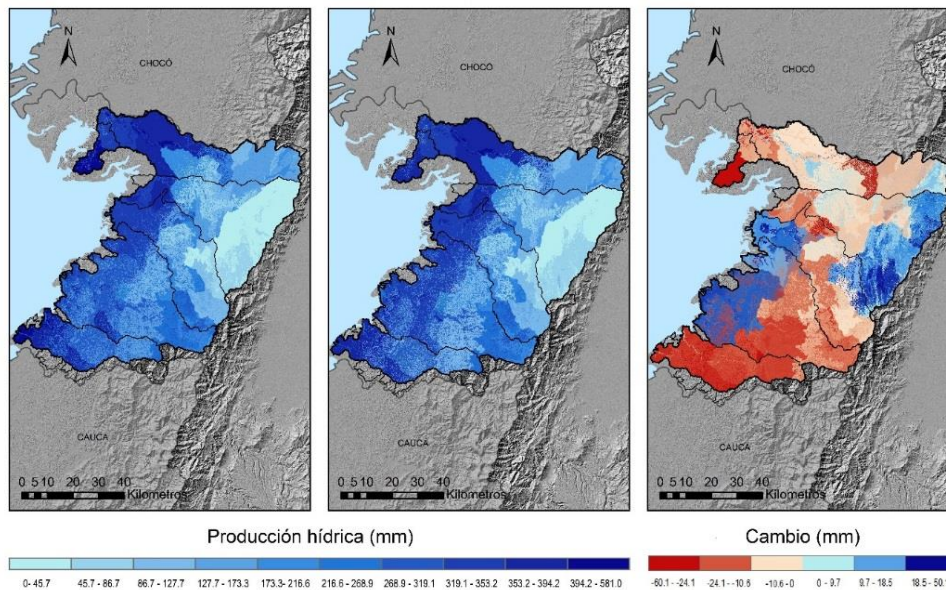 N
CHOCÓ
CAUCA
0 5 10 20 30 40
Kilometros
N
CHOCÓ
CAUCA
0 5 10 20 30 40
Kilometros
N
CHOCÓ
CAUCA
0 5 10 20 30 40
Kilometros
Producción hídrica (mm)
0- 45.7 45.7 - 86.7 86.7 - 127.7 127.7 - 173.3 173.3- 216.6 216.6 - 268.9 268.9 - 319.1 319.1 - 353.2 353.2 - 394.2 394.2 - 581.0
Cambio (mm)
-60.1 - -24.1 -24.1 - -10.6 -10.6 - 0 0 - 9.7 9.7 - 18.5